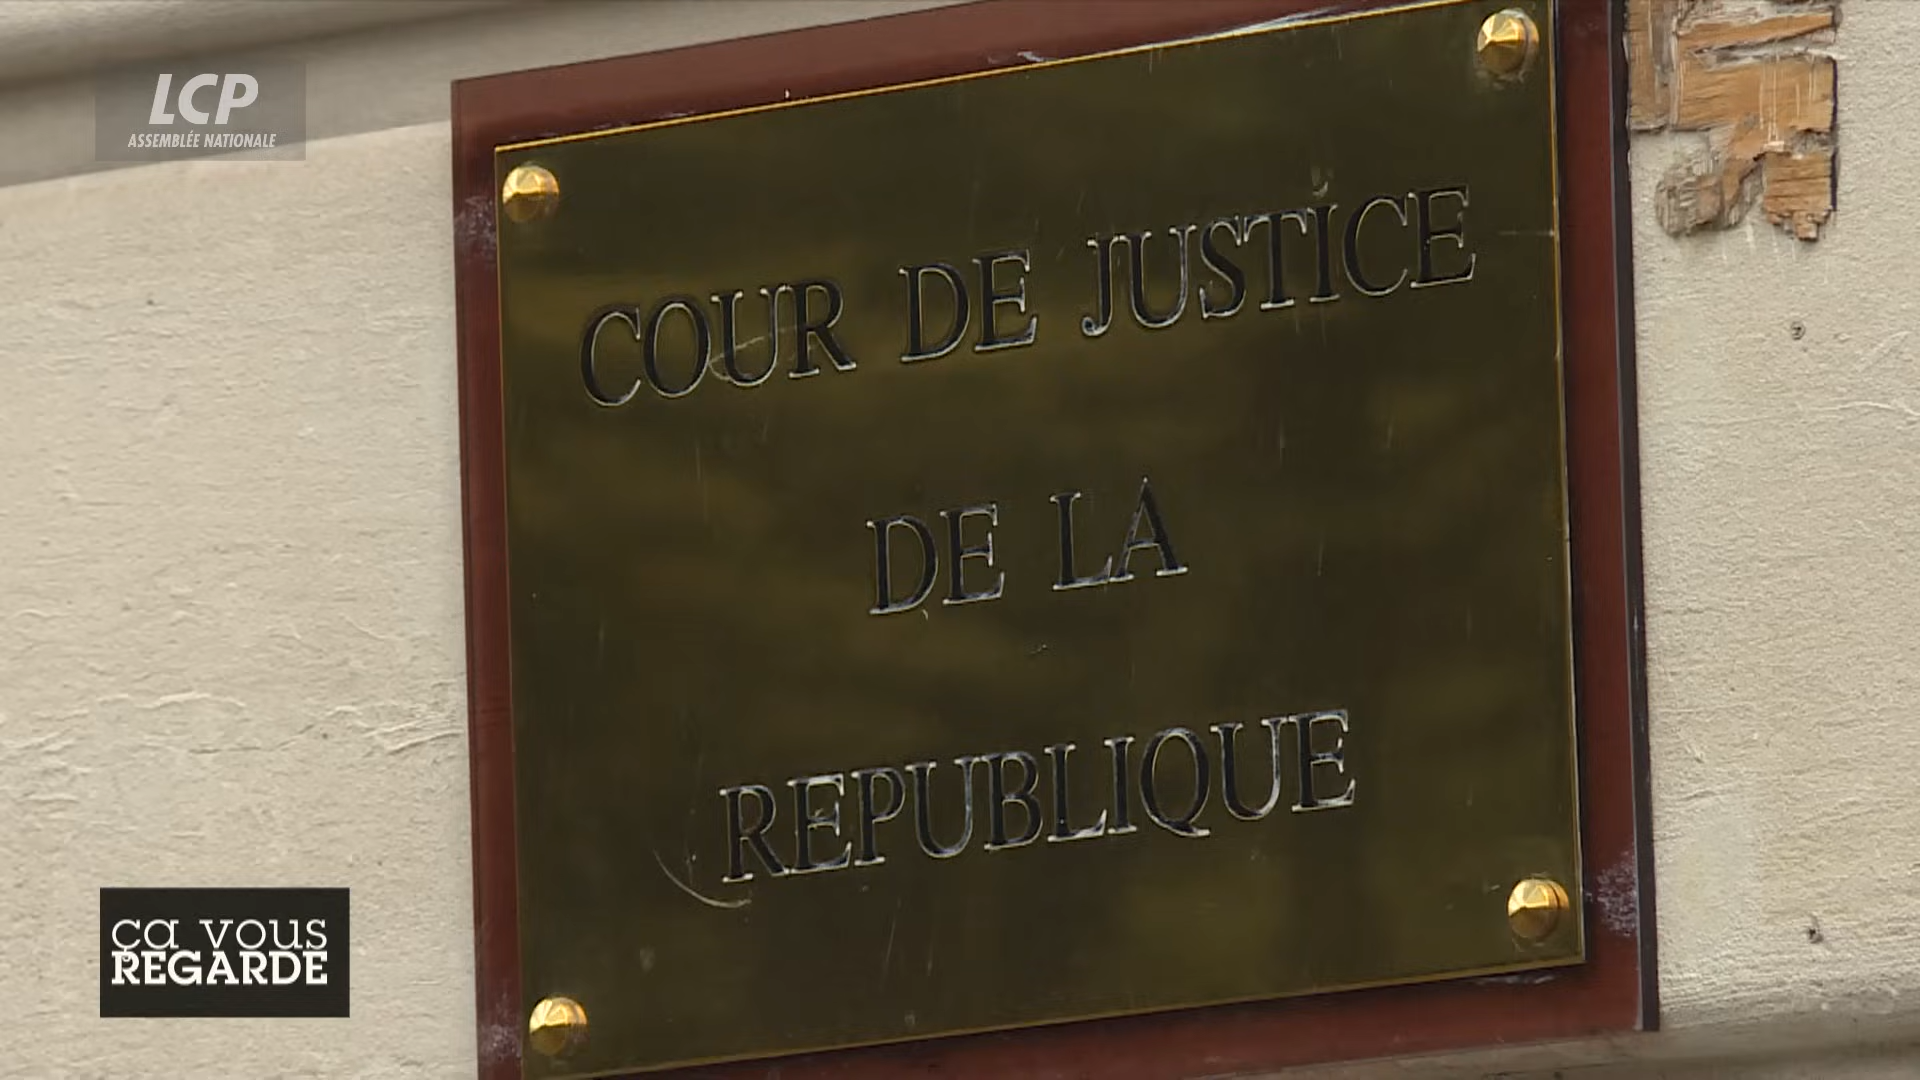 LCP
ASSEMBLÉE NATIONALE
COUR DE JUSTICE
DE LA
REPUBLIQUE
ça vous
REGARDE